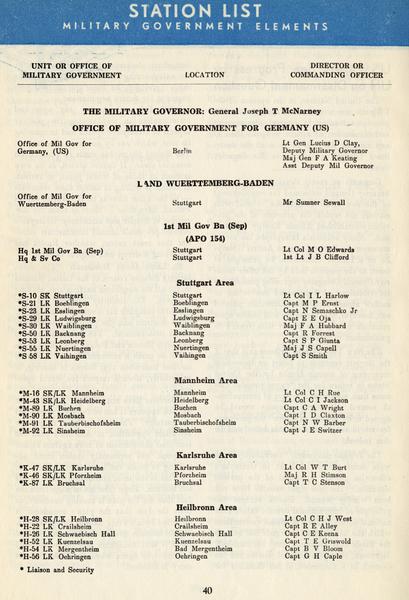 STATION LIST
MILITARY GOVERNMENT ELEMENTS
UNIT OR OFFICE OF MILITARY GOVERNMENT LOCATION DIRECTOR OR COMMANDING OFFICER
THE MILITARY GOVERNOR: General Joseph T McNarney
OFFICE OF MILITARY GOVERNMENT FOR GERMANY (US)
Office of Mil Gov for Germany, (US) Berlin Lt Gen Lucius D Clay,
Deputy Military Governor
Maj Gen F A Keating
Asst Deputy Mil Governor
LAND WUERTTEMBERG-BADEN
Office of Mil Gov for Wuerttemberg-Baden Stuttgart Mr Sumner Sewall
1st Mil Gov Bn (Sep)
(APO 154)
Hq 1st Mil Gov Bn (Sep) Stuttgart Lt Col M O Edwards
Hq & Sv Co Stuttgart 1st Lt J B Clifford
Stuttgart Area
*S-10 SK Stuttgart Stuttgart Lt Col I L Harlow
*S-21 LK Boeblingen Boeblingen Capt M P Ernst
*S-23 LK Esslingen Esslingen Capt N Semaschko Jr
*S-29 LK Ludwigsburg Ludwigsburg Capt E E Oja
*S-30 LK Waiblingen Waiblingen Maj F A Hubbard
*S-50 LK Backnang Backnang Capt R Forrest
*S-53 LK Leonberg Leonberg Capt S P Giunta
*S-55 LK Nuertingen Nuertingen Maj J S Capell
*S 58 LK Vaihingen Vaihingen Capt S Smith
Mannheim Area
*M-16 SK/LK Mannheim Mannheim Lt Col C H Rue
*M-43 SK/LK Heidelberg Heidelberg Lt Col C I Jackson
*M-89 LK Buchen Buchen Capt C A Wright
*M-90 LK Mosbach Mosbach Capt I D Claxton
*M-91 LK Tauberbischofsheim Tauberbischofsheim Capt N W Barber
*M-92 LK Sinsheim Sinsheim Capt J E Switzer
Karlsruhe Area
*K-47 SK/LK Karlsruhe Karlsruhe Lt Col W T Burt
*K-46 SK/LK Pforzheim Pforzheim Maj R H Stimson
*K-87 LK Bruchsal Bruchsal Capt T C Stenson
Heilbronn Area
*H-28 SK/LK Heilbronn Heilbronn Lt Col C H J West
*H-22 LK Crailsheim Crailsheim Capt R E Alley
*H-26 LK Schwaebisch Hall Schwaebisch Hall Capt C E Keena
*H-52 LK Kuenzelsau Kuenzelsau Capt T E Griswold
*H-54 LK Mergentheim Bad Mergentheim Capt B V Bloom
*H-56 LK Oehringen Oehringen Capt G H Caple
* Liaison and Security
40